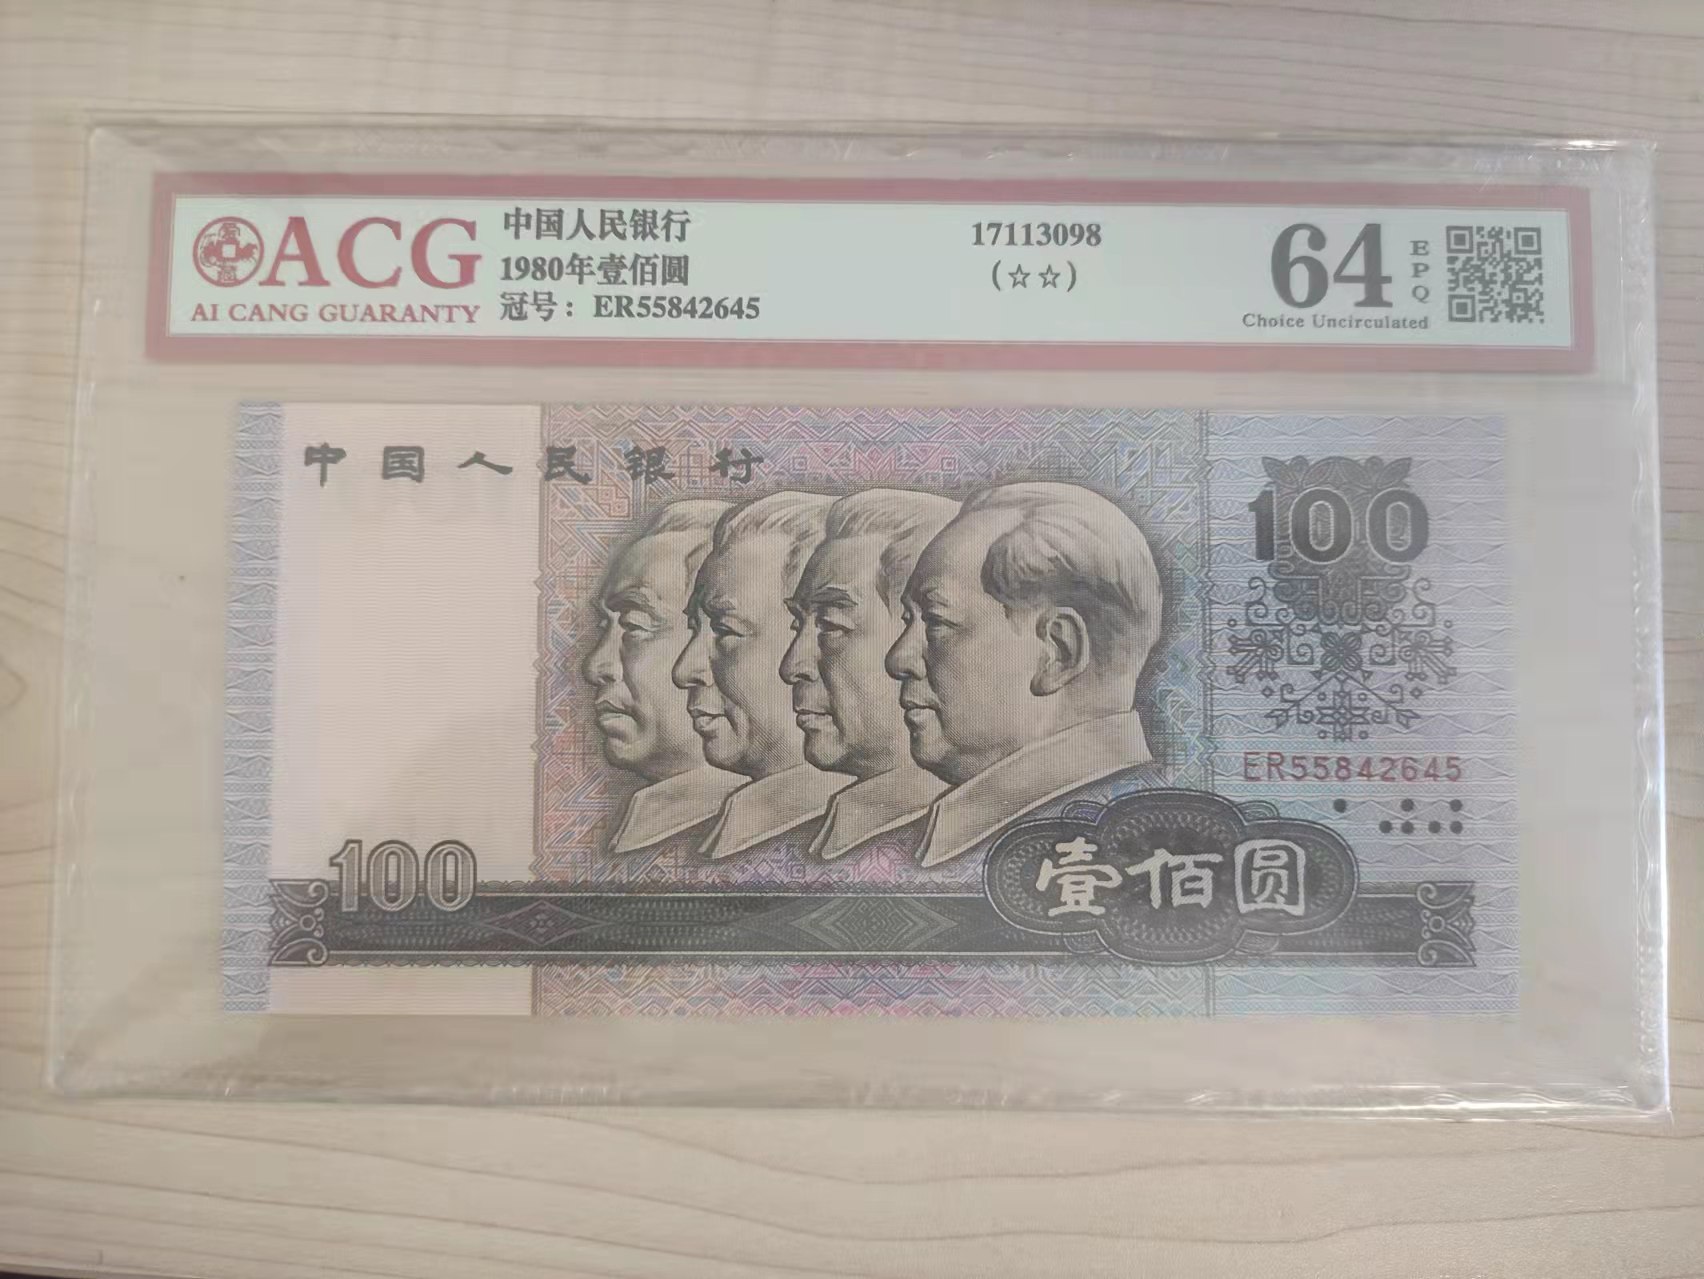 ACG
AI CANG GUARANTY
中国人民银行
1980年壹佰圆
冠号：ER55842645
17113098
(☆☆)
64
EPQ
Choice Uncirculated
中国人民银行
100
ER55842645
100
壹佰圆